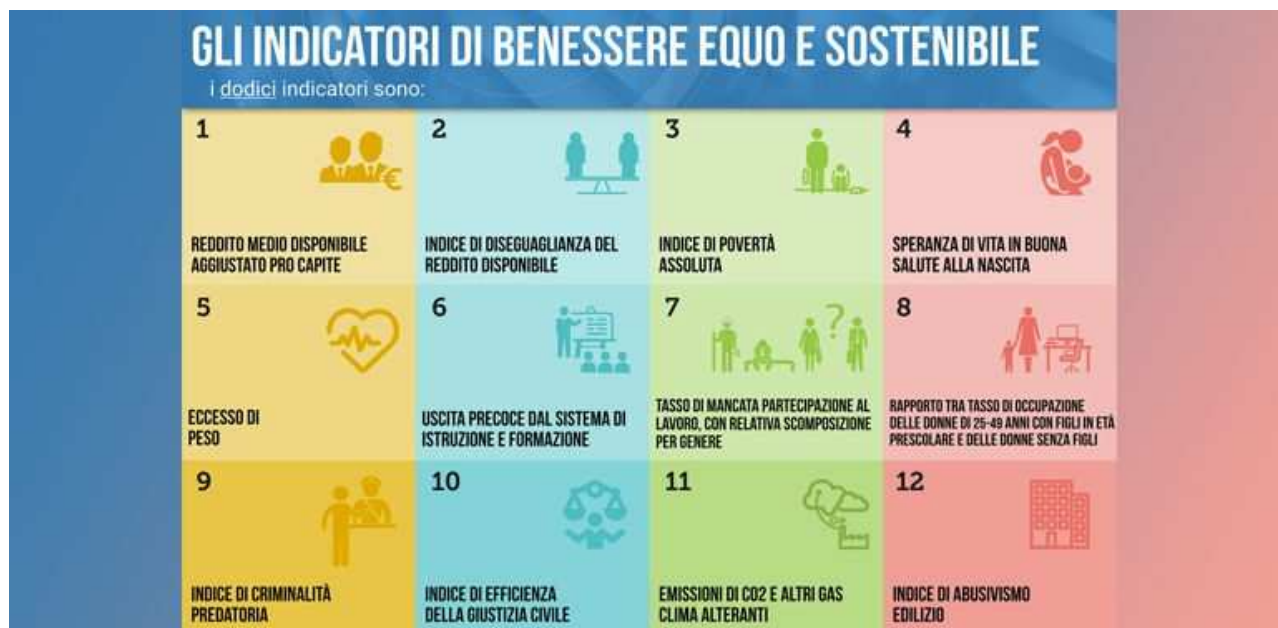 GLI INDICATORI DI BENESSERE EQUO E SOSTENIBILE
i dodici indicatori sono:
1
REDDITO MEDIO DISPONIBILE
AGGIUSTATO PRO CAPITE
2
INDICE DI DISEGUAGLIANZA DEL
REDDITO DISPONIBILE
3
INDICE DI POVERTÀ
ASSOLUTA
4
SPERANZA DI VITA IN BUONA
SALUTE ALLA NASCITA
5
ECCESSO DI
PESO
6
USCITA PRECOCE DAL SISTEMA DI
ISTRUZIONE E FORMAZIONE
7
?
TASSO DI MANCATA PARTECIPAZIONE AL
LAVORO, CON RELATIVA SCOMPOSIZIONE
PER GENERE
8
RAPPORTO TRA TASSO DI OCCUPAZIONE
DELLE DONNE DI 25-49 ANNI CON FIGLI IN ETÀ
PRESCOLARE E DELLE DONNE SENZA FIGLI
9
INDICE DI CRIMINALITÀ
PREDATORIA
10
INDICE DI EFFICIENZA
DELLA GIUSTIZIA CIVILE
11
EMISSIONI DI CO2 E ALTRI GAS
CLIMA ALTERANTI
12
INDICE DI ABUSIVISMO
EDILIZIO